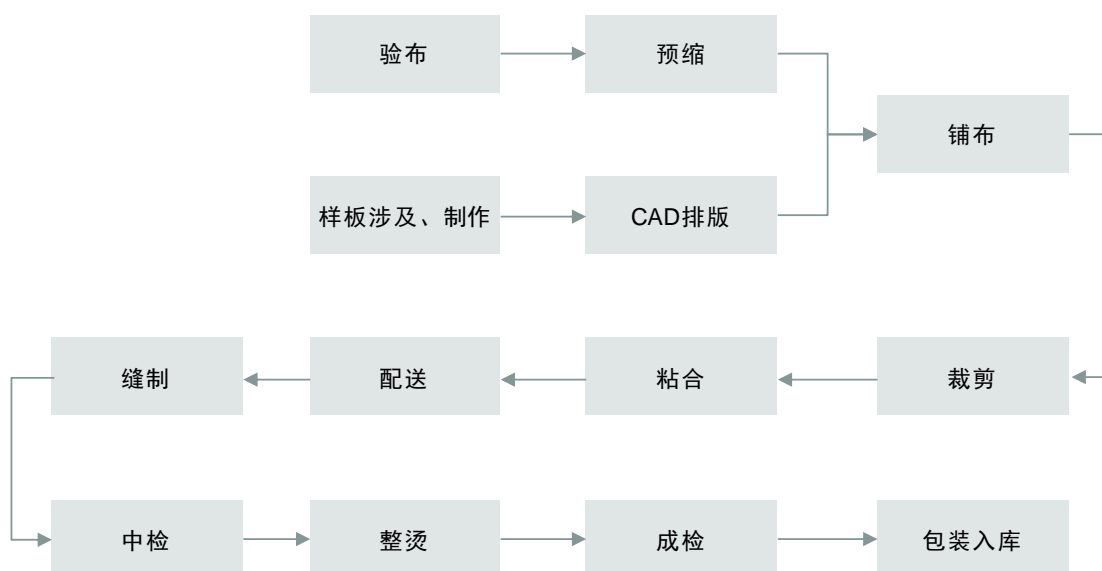 验布
预缩
铺布
样板涉及、制作
CAD排版
缝制
配送
粘合
裁剪
中检
整烫
成检
包装入库